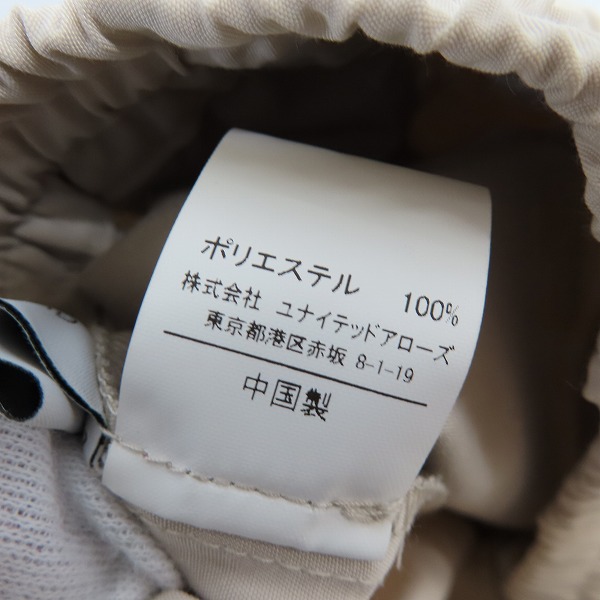 ポリエステル 100%
株式会社 ユナイテッドアローズ
東京都港区赤坂 8-1-19
中国製